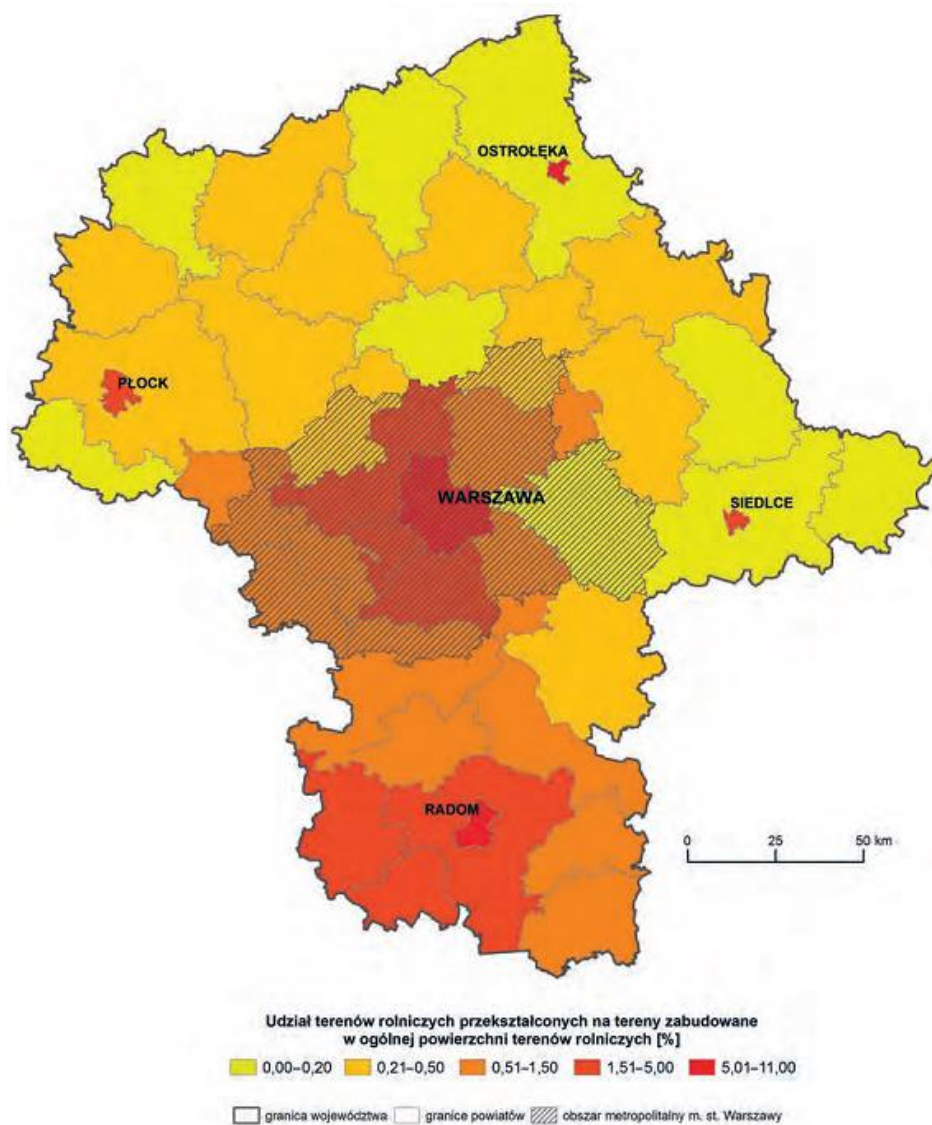 OSTROŁĘKA
PŁOCK
WARSZAWA
SIEDLCE
RADOM
0 25 50 km
Udział terenów rolniczych przekształconych na tereny zabudowane
w ogólnej powierzchni terenów rolniczych [%]
0,00–0,20 0,21–0,50 0,51–1,50 1,51–5,00 5,01–11,00
granica województwa granice powiatów obszar metropolitalny m. st. Warszawy